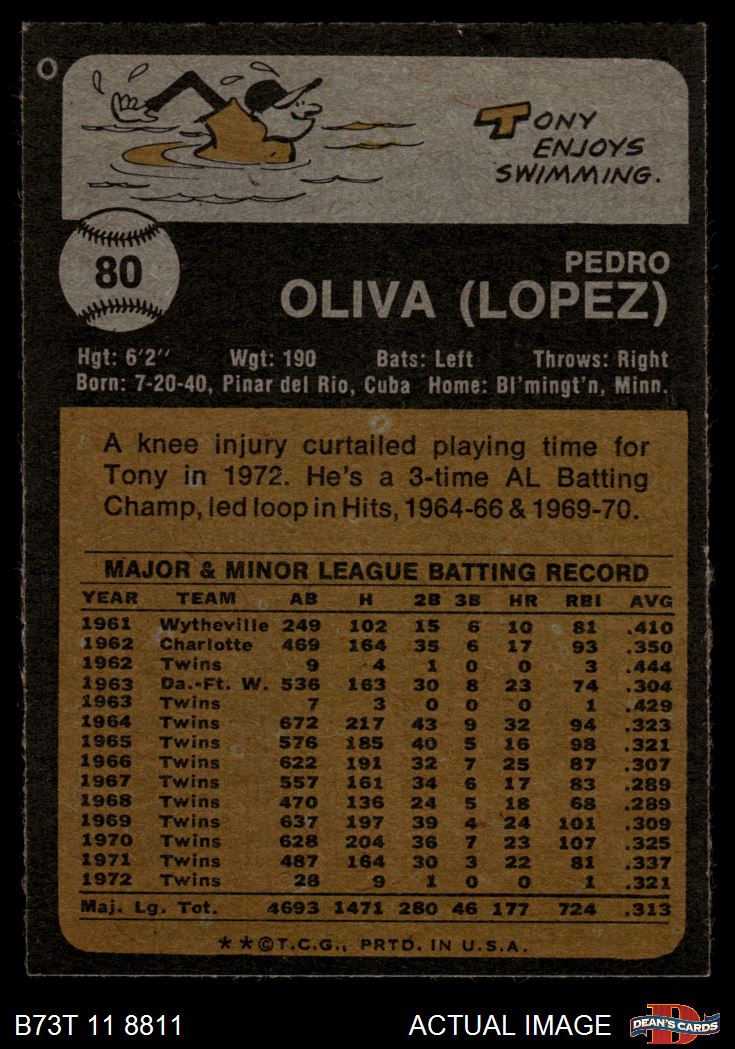 TONY
ENJOYS
SWIMMING.
80
PEDRO
OLIVA (LOPEZ)
Hgt: 6'2" Wgt: 190 Bats: Left Throws: Right
Born: 7-20-40, Pinar del Rio, Cuba Home: Bl'mingt'n, Minn.
A knee injury curtailed playing time for
Tony in 1972. He's a 3-time AL Batting
Champ, led loop in Hits, 1964-66 & 1969-70.
MAJOR & MINOR LEAGUE BATTING RECORD
YEAR TEAM AB H 2B 3B HR RBI AVG
1961 Wytheville 249 102 15 6 10 81 .410
1962 Charlotte 469 164 35 6 17 93 .350
1962 Twins 9 4 1 0 0 3 .444
1963 Da.-Ft. W. 536 163 30 8 23 74 .304
1963 Twins 7 3 0 0 0 1 .429
1964 Twins 672 217 43 9 32 94 .323
1965 Twins 576 185 40 5 16 98 .321
1966 Twins 622 191 32 7 25 87 .307
1967 Twins 557 161 34 6 17 83 .289
1968 Twins 470 136 24 5 18 68 .289
1969 Twins 637 197 39 4 24 101 .309
1970 Twins 628 204 36 7 23 107 .325
1971 Twins 487 164 30 3 22 81 .337
1972 Twins 28 9 1 0 0 1 .321
Maj. Lg. Tot. 4693 1471 280 46 177 724 .313
**©T.C.G., PRTD. IN U.S.A.
B73T 11 8811 ACTUAL IMAGE DEAN'S CARDS